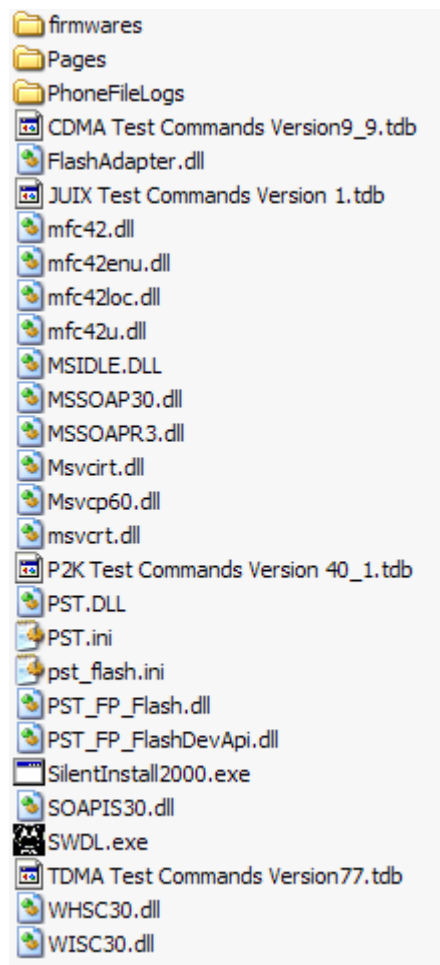 firmwares
Pages
PhoneFileLogs
CDMA Test Commands Version9_9.tdb
FlashAdapter.dll
JUIX Test Commands Version 1.tdb
mfc42.dll
mfc42enu.dll
mfc42loc.dll
mfc42u.dll
MSIDLE.DLL
MSSOAP30.dll
MSSOAPR3.dll
Msvcirt.dll
Msvcp60.dll
msvcrt.dll
P2K Test Commands Version 40_1.tdb
PST.DLL
PST.ini
pst_flash.ini
PST_FP_Flash.dll
PST_FP_FlashDevApi.dll
SilentInstall2000.exe
SOAPIS30.dll
SWDL.exe
TDMA Test Commands Version77.tdb
WHSC30.dll
WISC30.dll